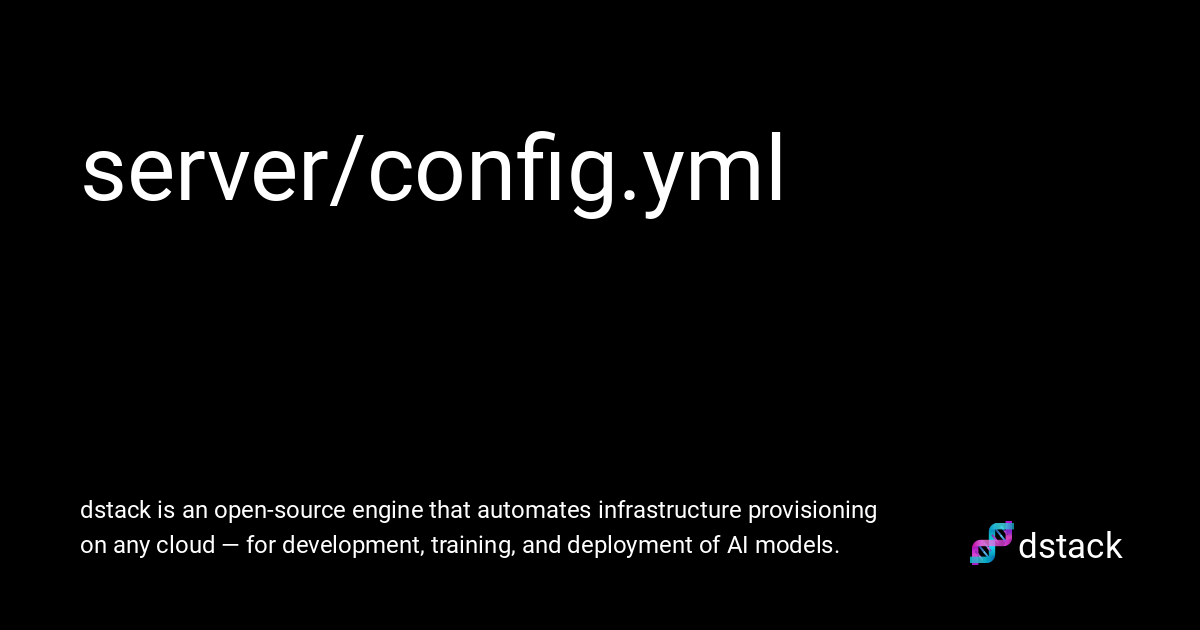 server/config.yml
dstack is an open-source engine that automates infrastructure provisioning
on any cloud — for development, training, and deployment of AI models.
dstack